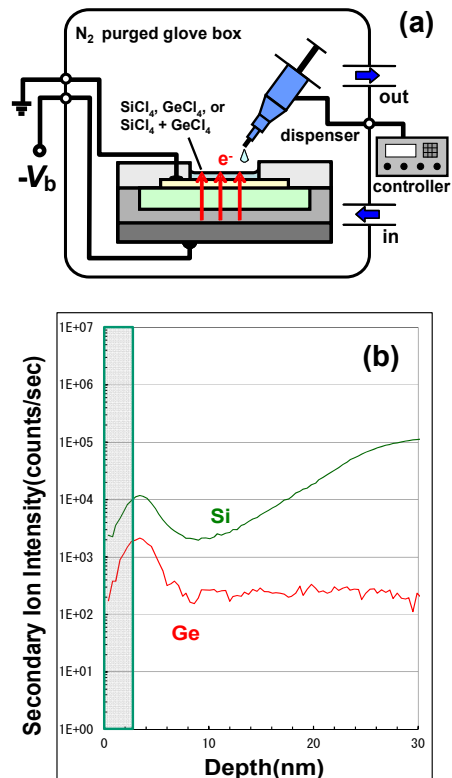 (a)
N2 purged glove box
SiCl4, GeCl4, or
SiCl4 + GeCl4
e-
dispenser
out
controller
in
-Vb
(b)
Secondary Ion Intensity(counts/sec)
1E+07
1E+06
1E+05
1E+04
1E+03
1E+02
1E+01
1E+00
Si
Ge
0 10 20 30
Depth(nm)